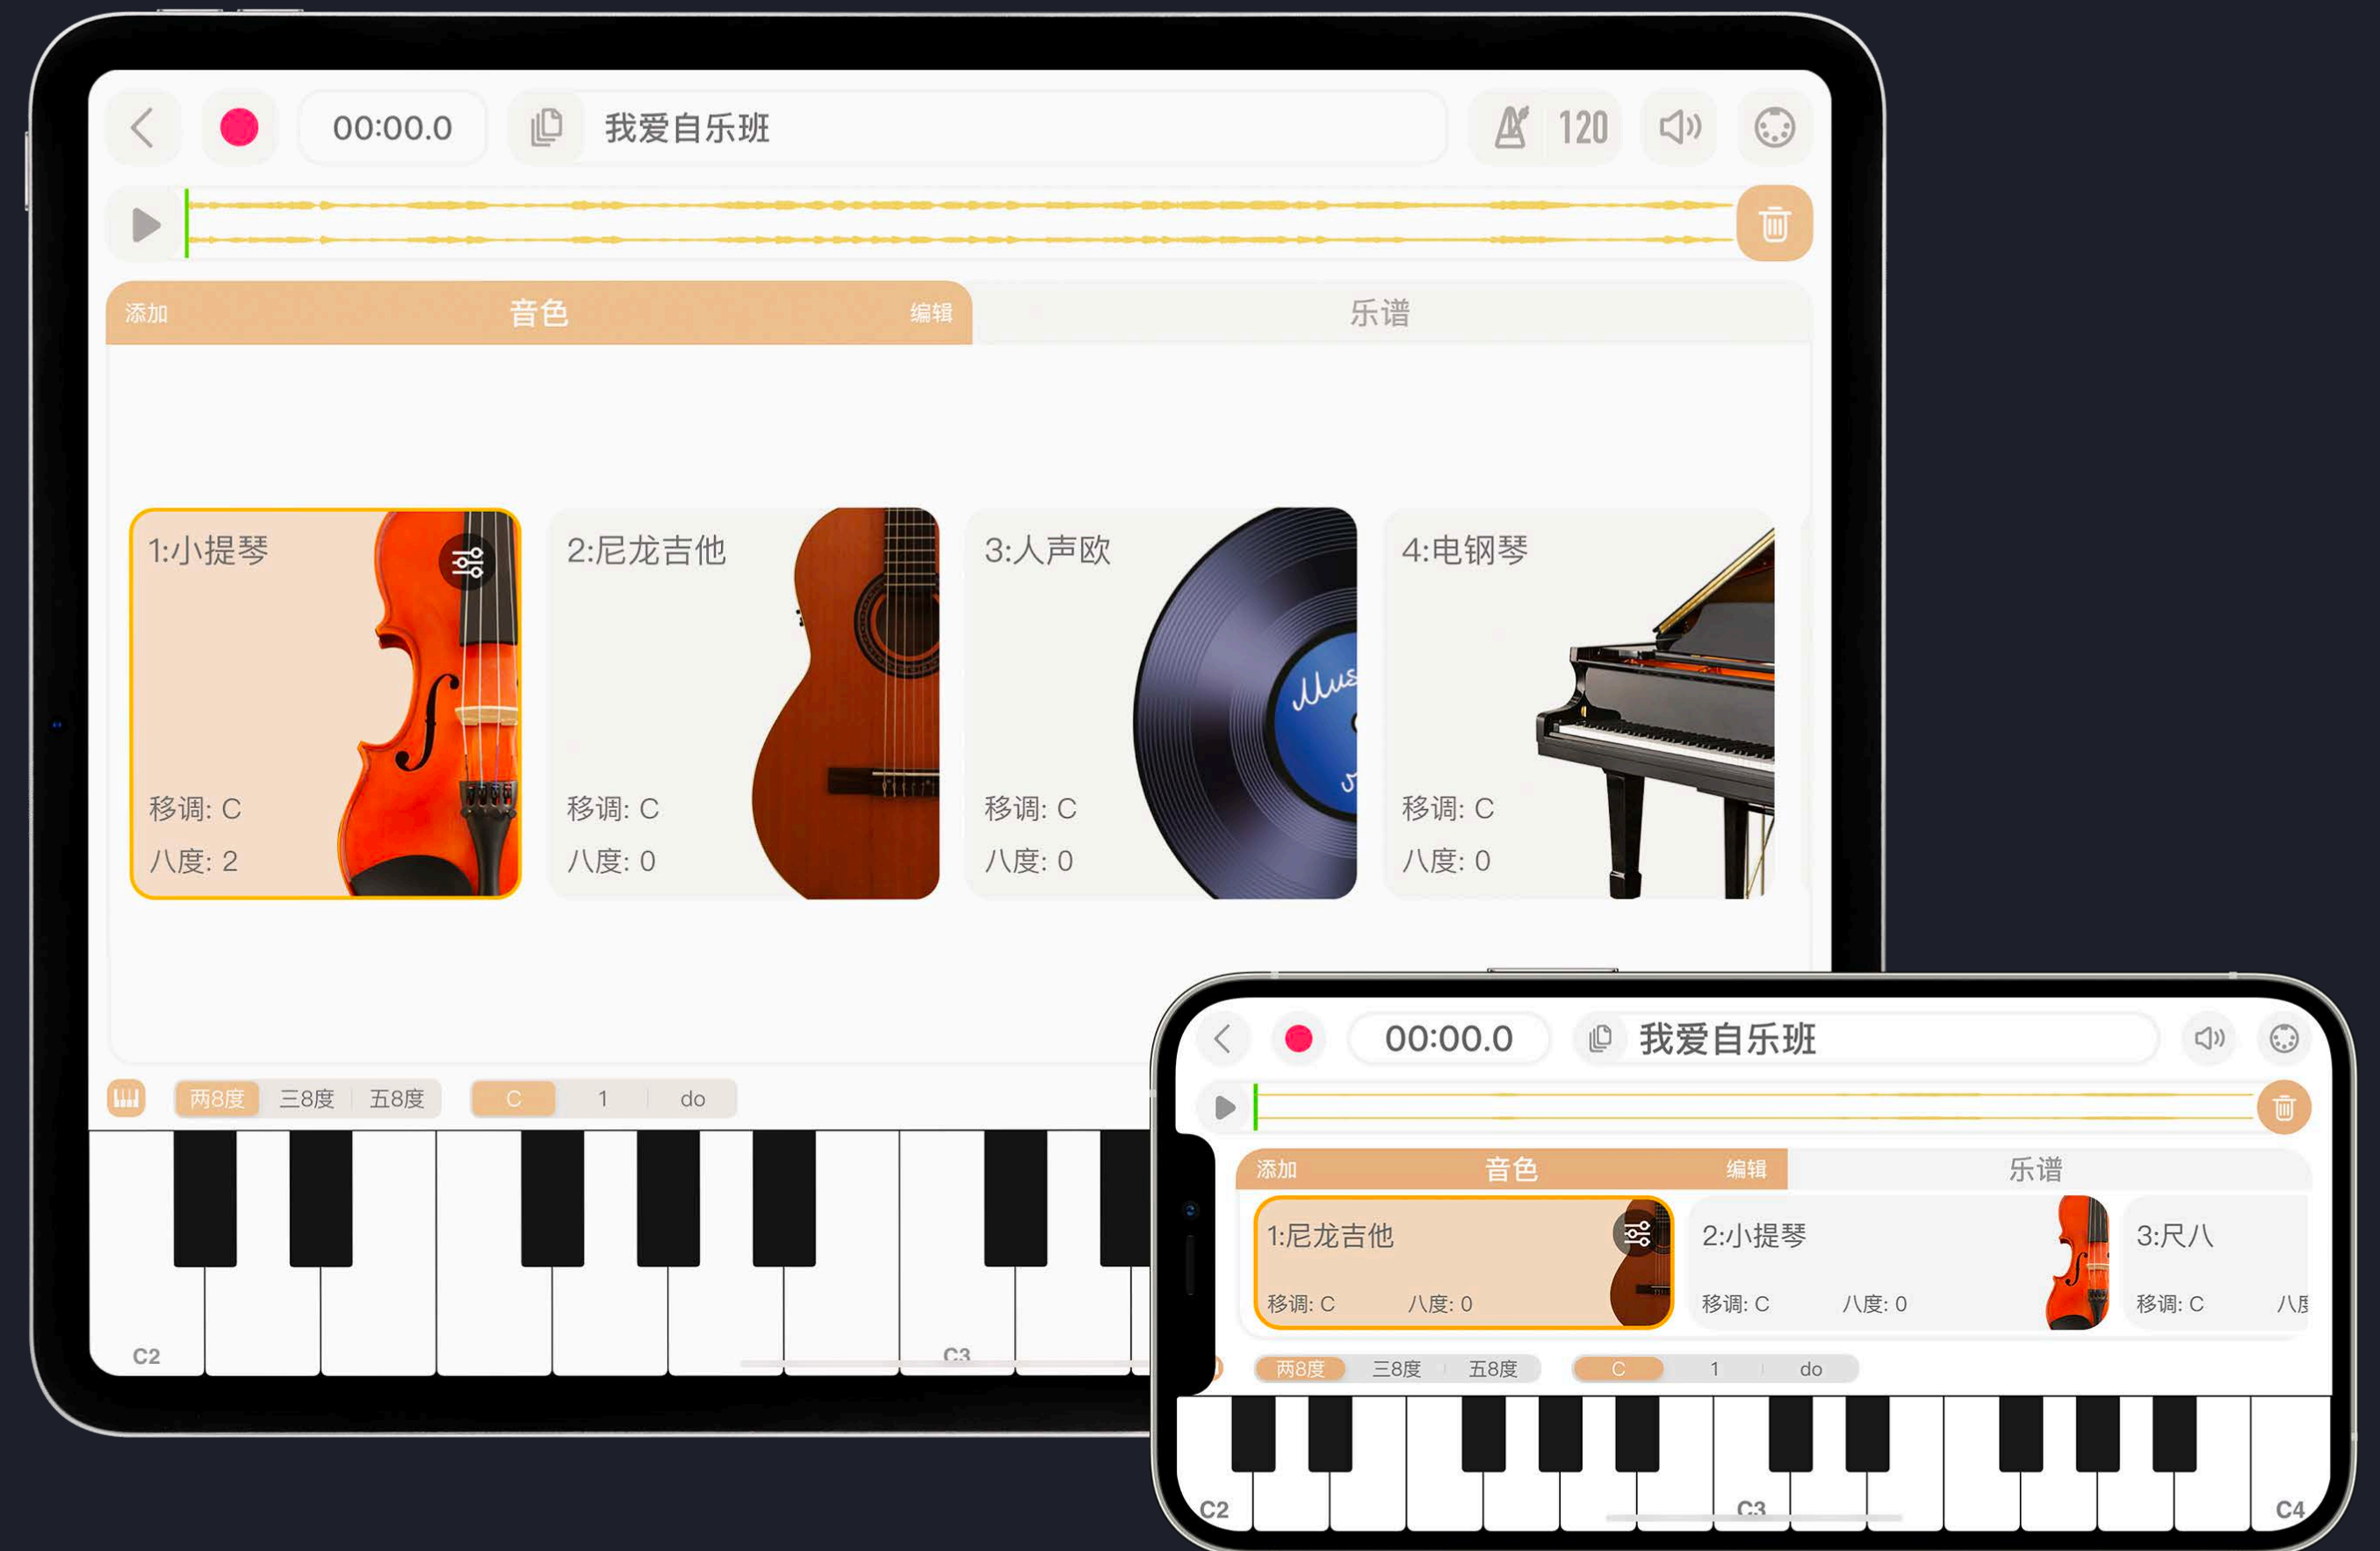 00:00.0 我爱自乐班 120
添加 音色 编辑 乐谱
1:小提琴 2:尼龙吉他 3:人声欧 4:电钢琴
Mus
移调: C 移调: C 移调: C 移调: C
八度: 2 八度: 0 八度: 0 八度: 0
两8度 三8度 五8度 C 1 do
C2 C3
00:00.0 我爱自乐班
添加 音色 编辑 乐谱
1:尼龙吉他 2:小提琴 3:尺八
移调: C 八度: 0 移调: C 八度: 0 移调: C 八度
两8度 三8度 五8度 C 1 do
C2 C3 C4